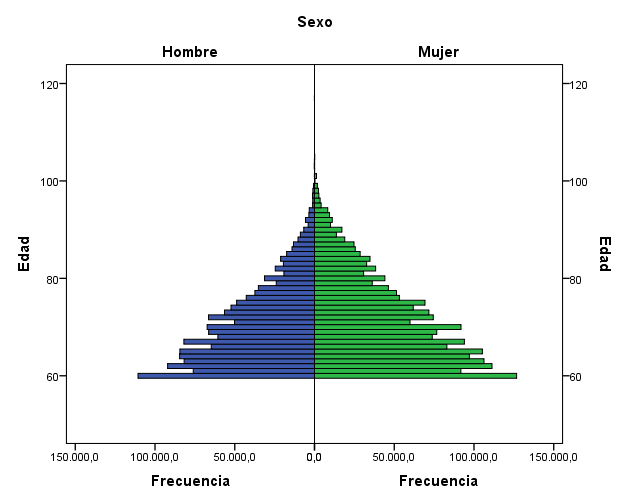 Sexo
Hombre Mujer
120 120
100 100
Edad Edad
80 80
60 60
150.000,0 100.000,0 50.000,0 0,0 50.000,0 100.000,0 150.000,0
Frecuencia Frecuencia